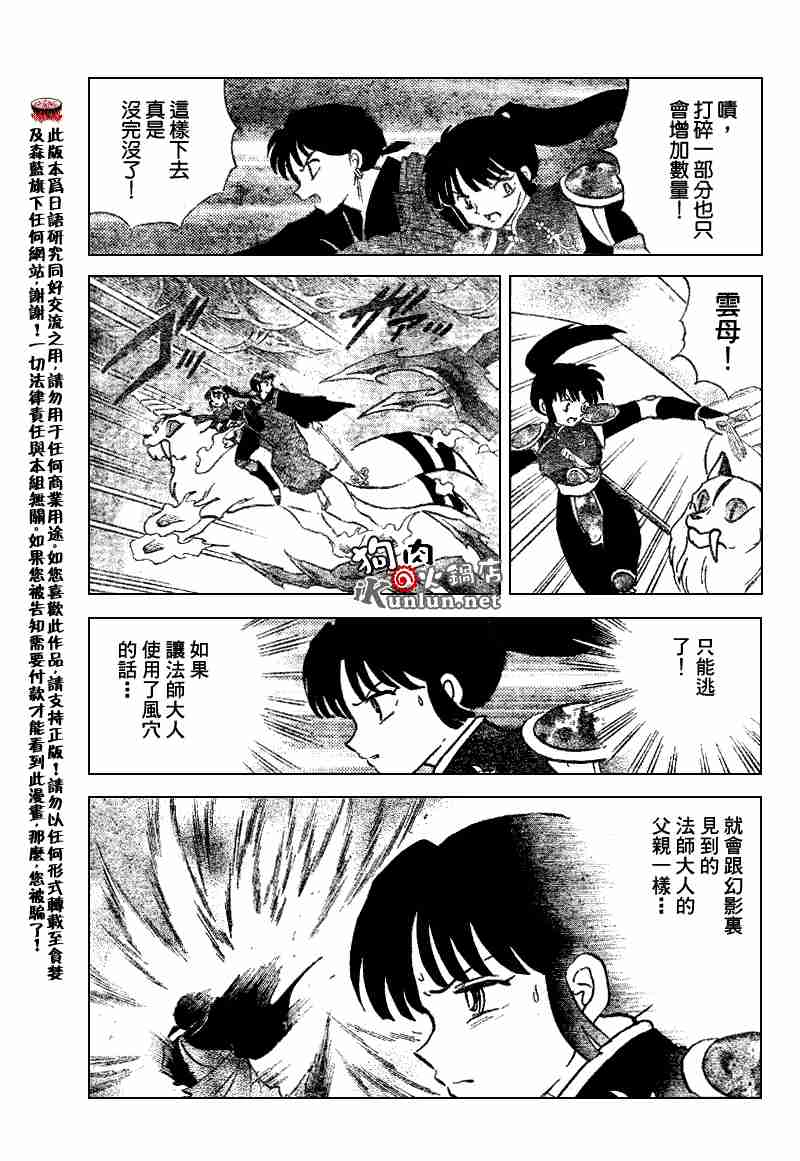 嘖，
打碎一部分也只
會增加數量！
這樣下去
真是
沒完沒了！
雲母！
只能逃
了！
如果
讓法師大人
使用了風穴
的話…
就會跟幻影裏
見到的
法師大人的
父親一樣…
狗肉
火鍋店
iKunlun.net
此版本爲日語研究同好交流之用，請勿用于任何商業用途。如您喜歡此作品，請支持正版！請勿以任何形式轉載至貪婪
及森藍旗下任何網站，謝謝！一切法律責任與本組無關。如果您被告知需要付款才能看到此漫畫，那麽，您被騙了！